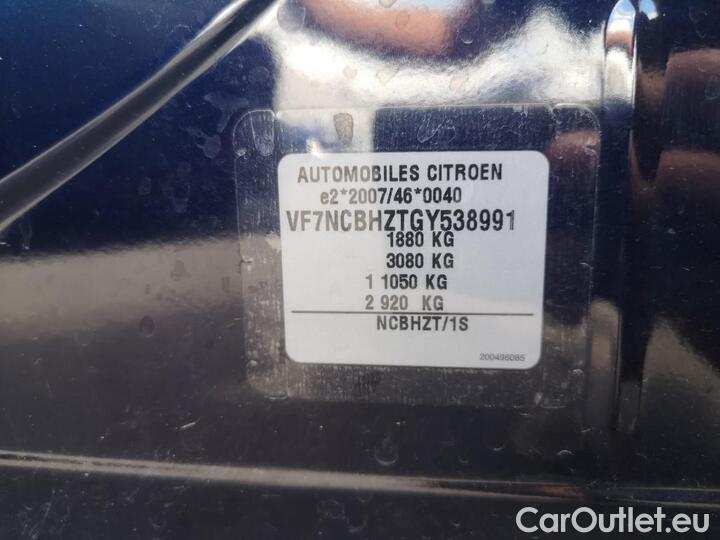 AUTOMOBILES CITROEN
e2*2007/46*0040
VF7NCBHZTGY538991
1880 KG
3080 KG
1 1050 KG
2 920 KG
NCBHZT/1S
200496085
CarOutlet.eu